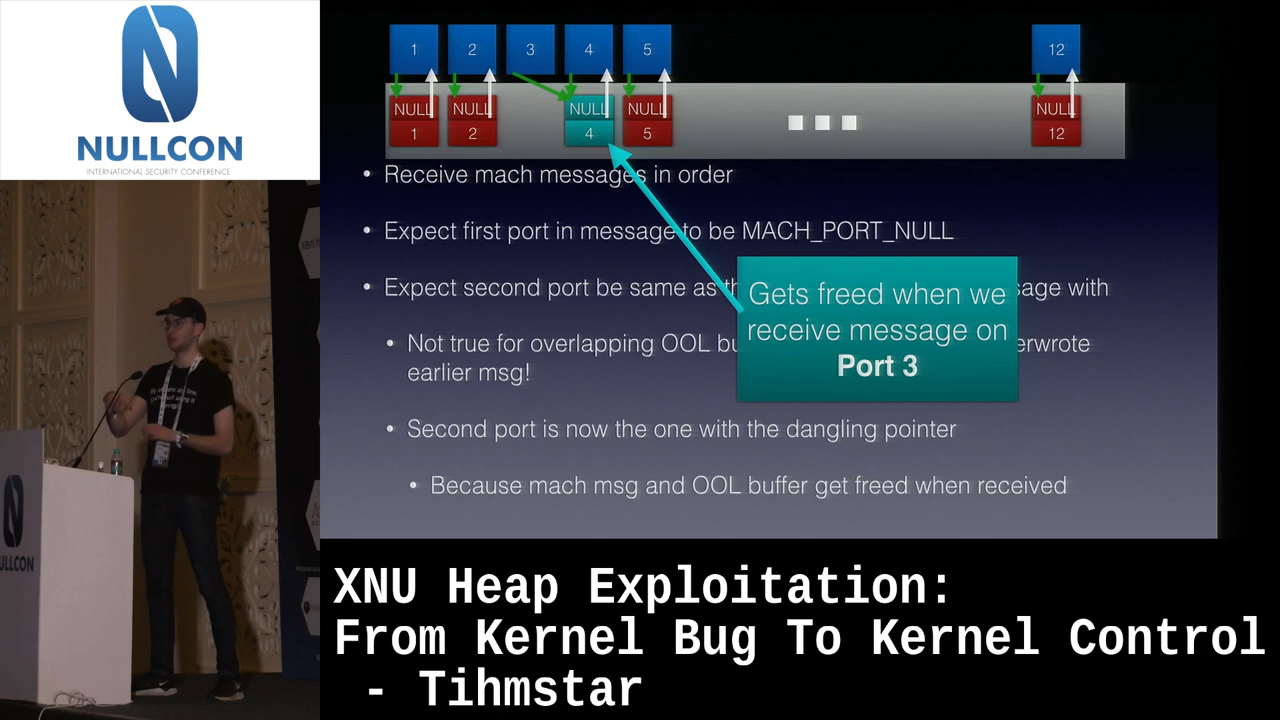 NULLCON
INTERNATIONAL SECURITY CONFERENCE
1 2 3 4 5 12
NULL NULL NULL NULL NULL
1 2 4 5 12
• Receive mach messages in order
• Expect first port in message to be MACH_PORT_NULL
• Expect second port be same as sage with
• Not true for overlapping OOL erwrote
earlier msg!
• Second port is now the one with the dangling pointer
• Because mach msg and OOL buffer get freed when received
Gets freed when we
receive message on
Port 3
NULLCON
XNU Heap Exploitation:
From Kernel Bug To Kernel Control
- Tihmstar